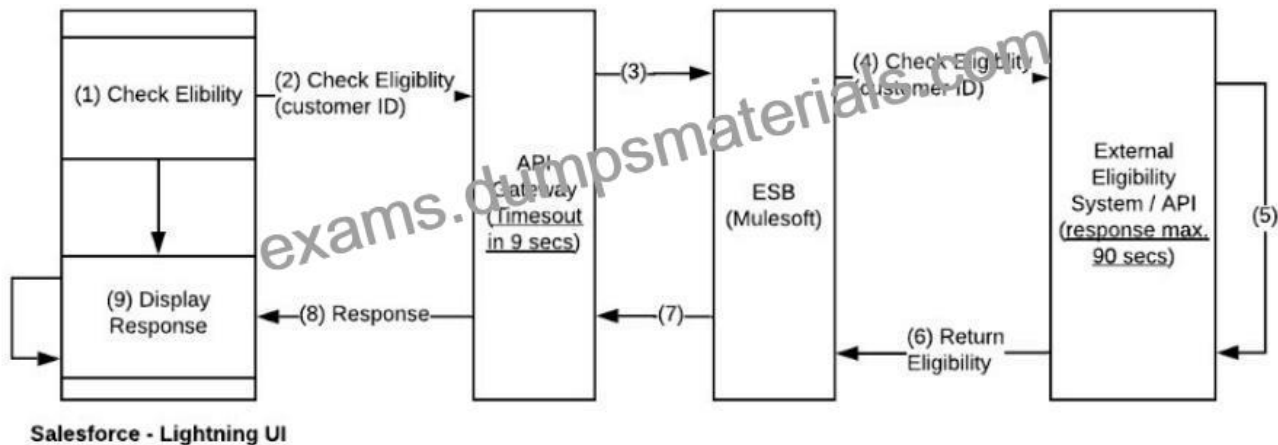 (1) Check Elibility
(2) Check Eligiblity
(customer ID)
(3)
(4) Check Eligiblity
(customer ID)
API
Gateway
(Timesout
in 9 secs)
ESB
(Mulesoft)
External
Eligibility
System / API
(response max.
90 secs)
(5)
(9) Display
Response
(8) Response
(7)
(6) Return
Eligibility
Salesforce - Lightning UI
exams.dumpsmaterials.com